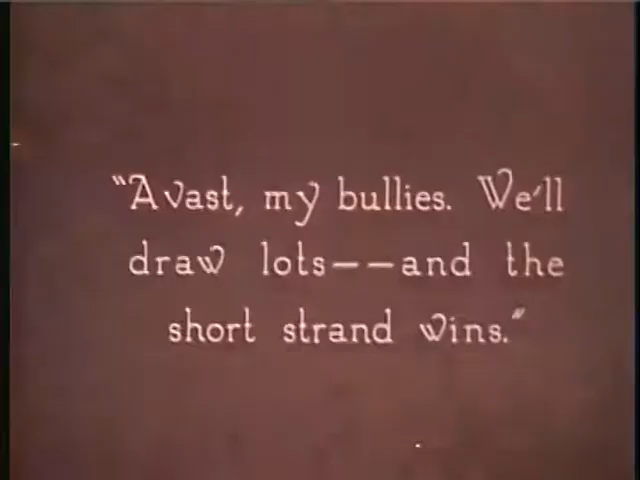 "Avast, my bullies. We'll
draw lots--and the
short strand wins."